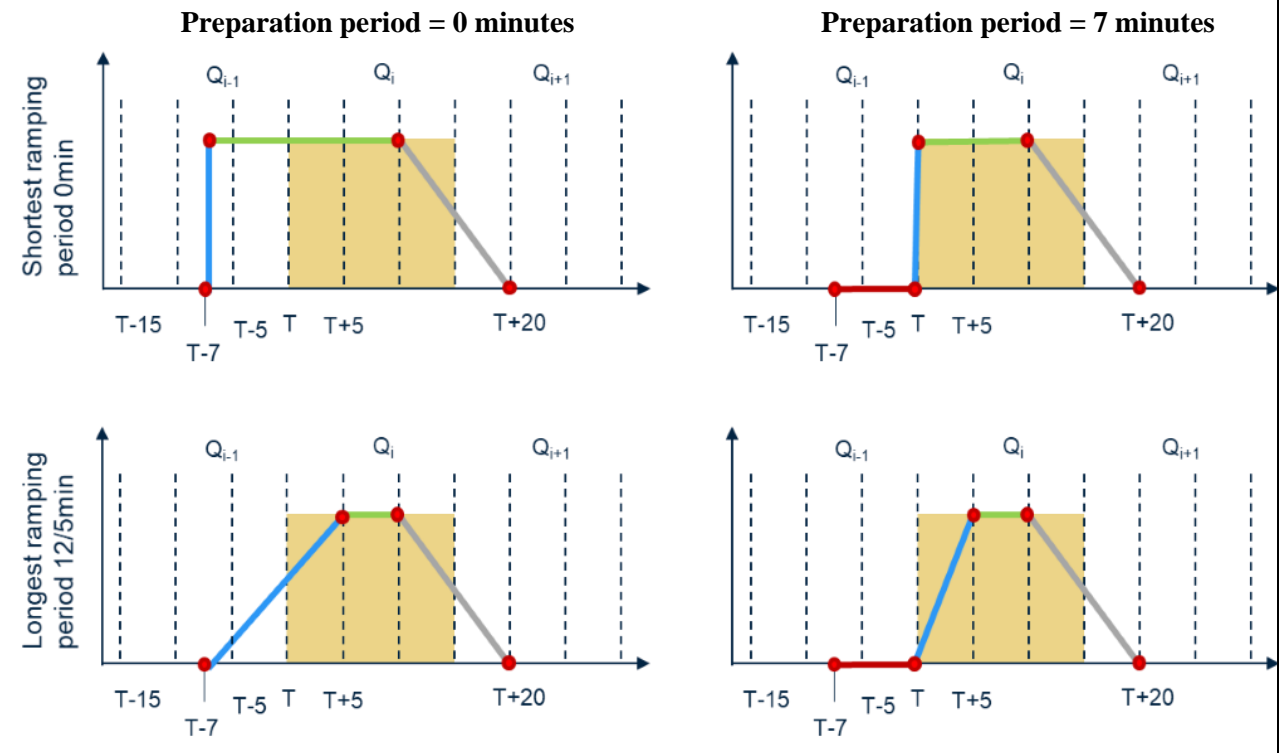 Preparation period = 0 minutes
Preparation period = 7 minutes
Shortest ramping
period 0min
Qi-1
Qi
Qi+1
T-15
T-7
T-5
T
T+5
T+20
Qi-1
Qi
Qi+1
T-15
T-7
T-5
T
T+5
T+20
Longest ramping
period 12/5min
Qi-1
Qi
Qi+1
T-15
T-7
T-5
T
T+5
T+20
Qi-1
Qi
Qi+1
T-15
T-7
T-5
T
T+5
T+20